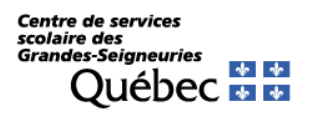 Centre de services
scolaire des
Grandes-Seigneuries
Québec